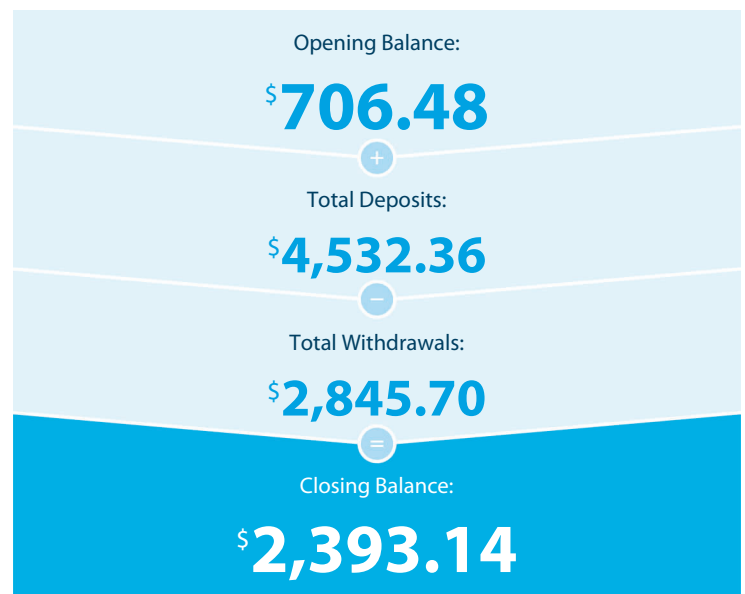 Opening Balance:
$706.48
+
Total Deposits:
$4,532.36
−
Total Withdrawals:
$2,845.70
=
Closing Balance:
$2,393.14